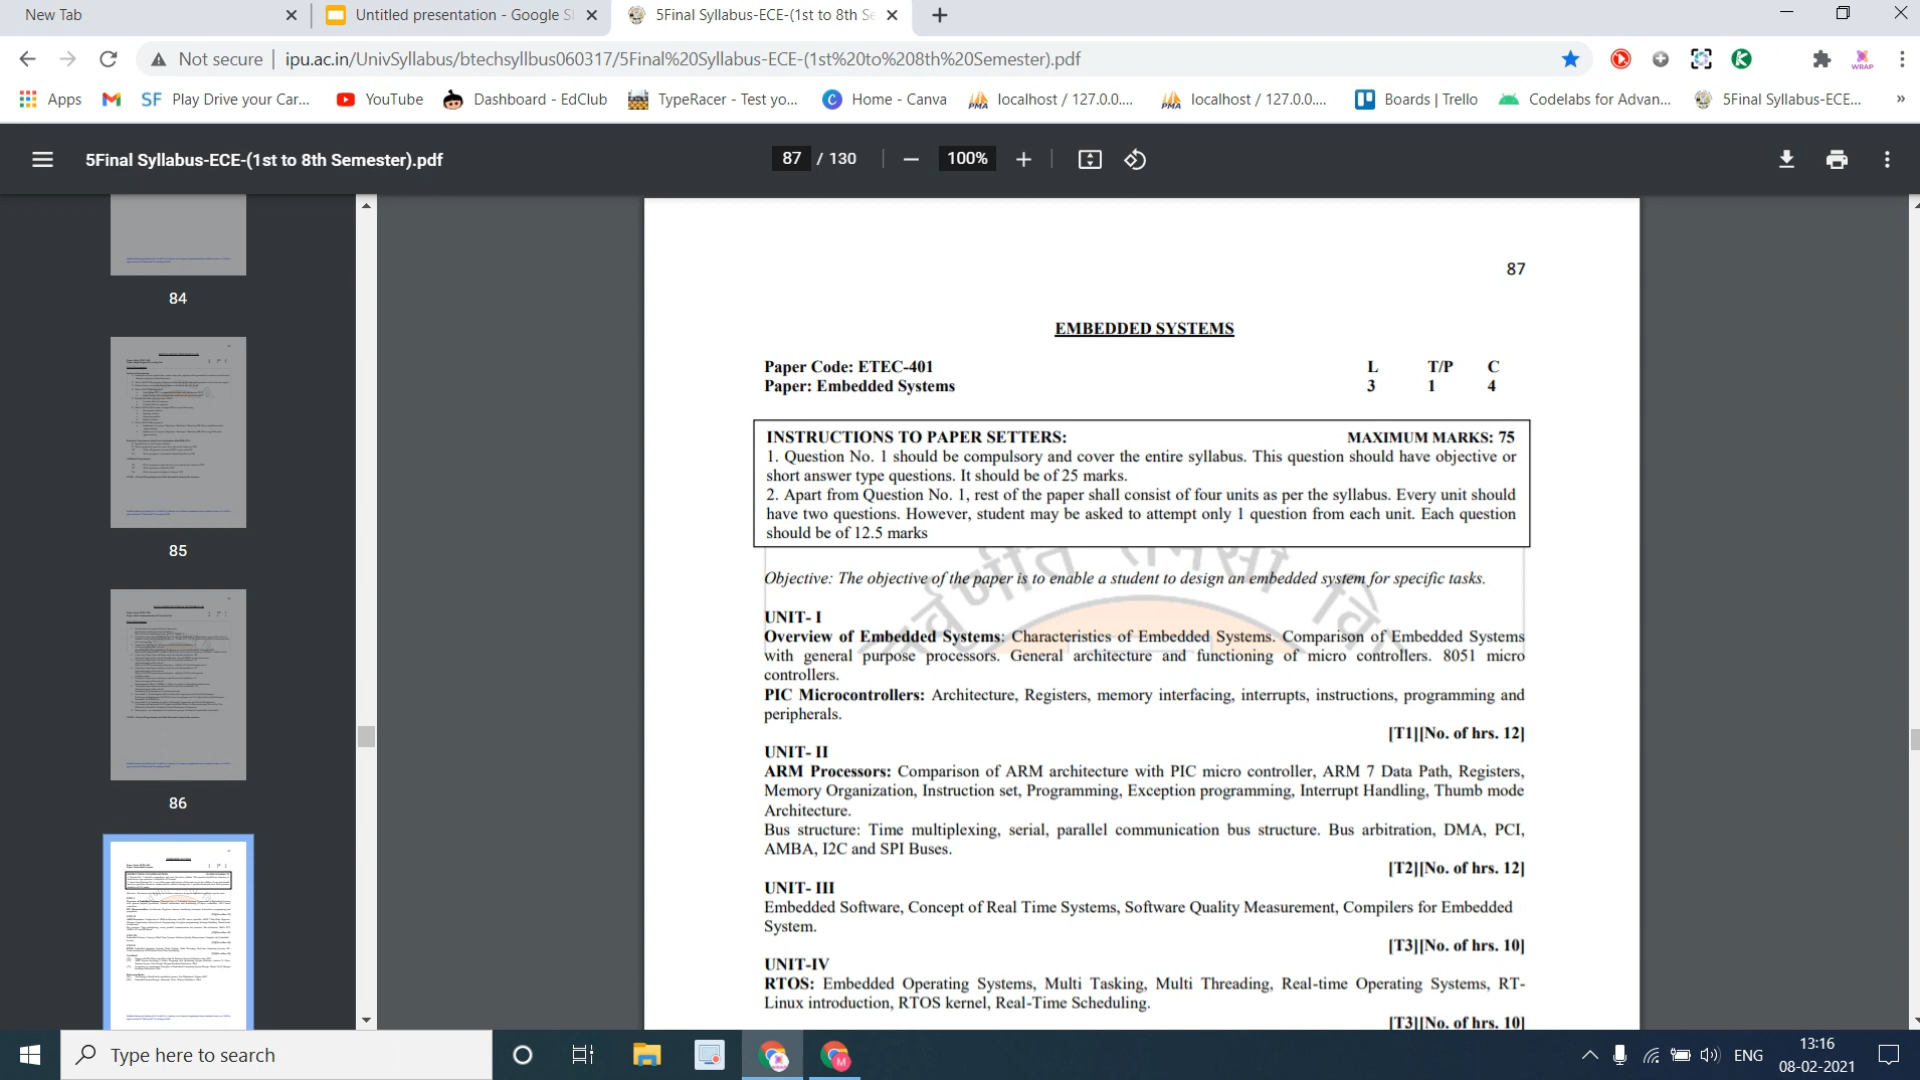 New Tab
Untitled presentation - Google Sl
5Final Syllabus-ECE-(1st to 8th Se
Not secure
ipu.ac.in/UnivSyllabus/btechsyllbus060317/5Final%20Syllabus-ECE-(1st%20to%208th%20Semester).pdf
WRAP
Apps
SF Play Drive your Car...
YouTube
Dashboard - EdClub
TypeRacer - Test yo...
Home - Canva
localhost / 127.0.0....
localhost / 127.0.0....
Boards | Trello
Codelabs for Advan...
5Final Syllabus-ECE...
»
5Final Syllabus-ECE-(1st to 8th Semester).pdf
87 / 130
100%
84
85
86
87
EMBEDDED SYSTEMS
Paper Code: ETEC-401 L T/P C
Paper: Embedded Systems 3 1 4
INSTRUCTIONS TO PAPER SETTERS: MAXIMUM MARKS: 75
1. Question No. 1 should be compulsory and cover the entire syllabus. This question should have objective or
short answer type questions. It should be of 25 marks.
2. Apart from Question No. 1, rest of the paper shall consist of four units as per the syllabus. Every unit should
have two questions. However, student may be asked to attempt only 1 question from each unit. Each question
should be of 12.5 marks
Objective: The objective of the paper is to enable a student to design an embedded system for specific tasks.
UNIT- I
Overview of Embedded Systems: Characteristics of Embedded Systems. Comparison of Embedded Systems
with general purpose processors. General architecture and functioning of micro controllers. 8051 micro
controllers.
PIC Microcontrollers: Architecture, Registers, memory interfacing, interrupts, instructions, programming and
peripherals.
[T1][No. of hrs. 12]
UNIT- II
ARM Processors: Comparison of ARM architecture with PIC micro controller, ARM 7 Data Path, Registers,
Memory Organization, Instruction set, Programming, Exception programming, Interrupt Handling, Thumb mode
Architecture.
Bus structure: Time multiplexing, serial, parallel communication bus structure. Bus arbitration, DMA, PCI,
AMBA, I2C and SPI Buses.
[T2][No. of hrs. 12]
UNIT- III
Embedded Software, Concept of Real Time Systems, Software Quality Measurement, Compilers for Embedded
System.
[T3][No. of hrs. 10]
UNIT-IV
RTOS: Embedded Operating Systems, Multi Tasking, Multi Threading, Real-time Operating Systems, RT-
Linux introduction, RTOS kernel, Real-Time Scheduling.
[T3][No. of hrs. 10]
Type here to search
ENG
13:16
08-02-2021